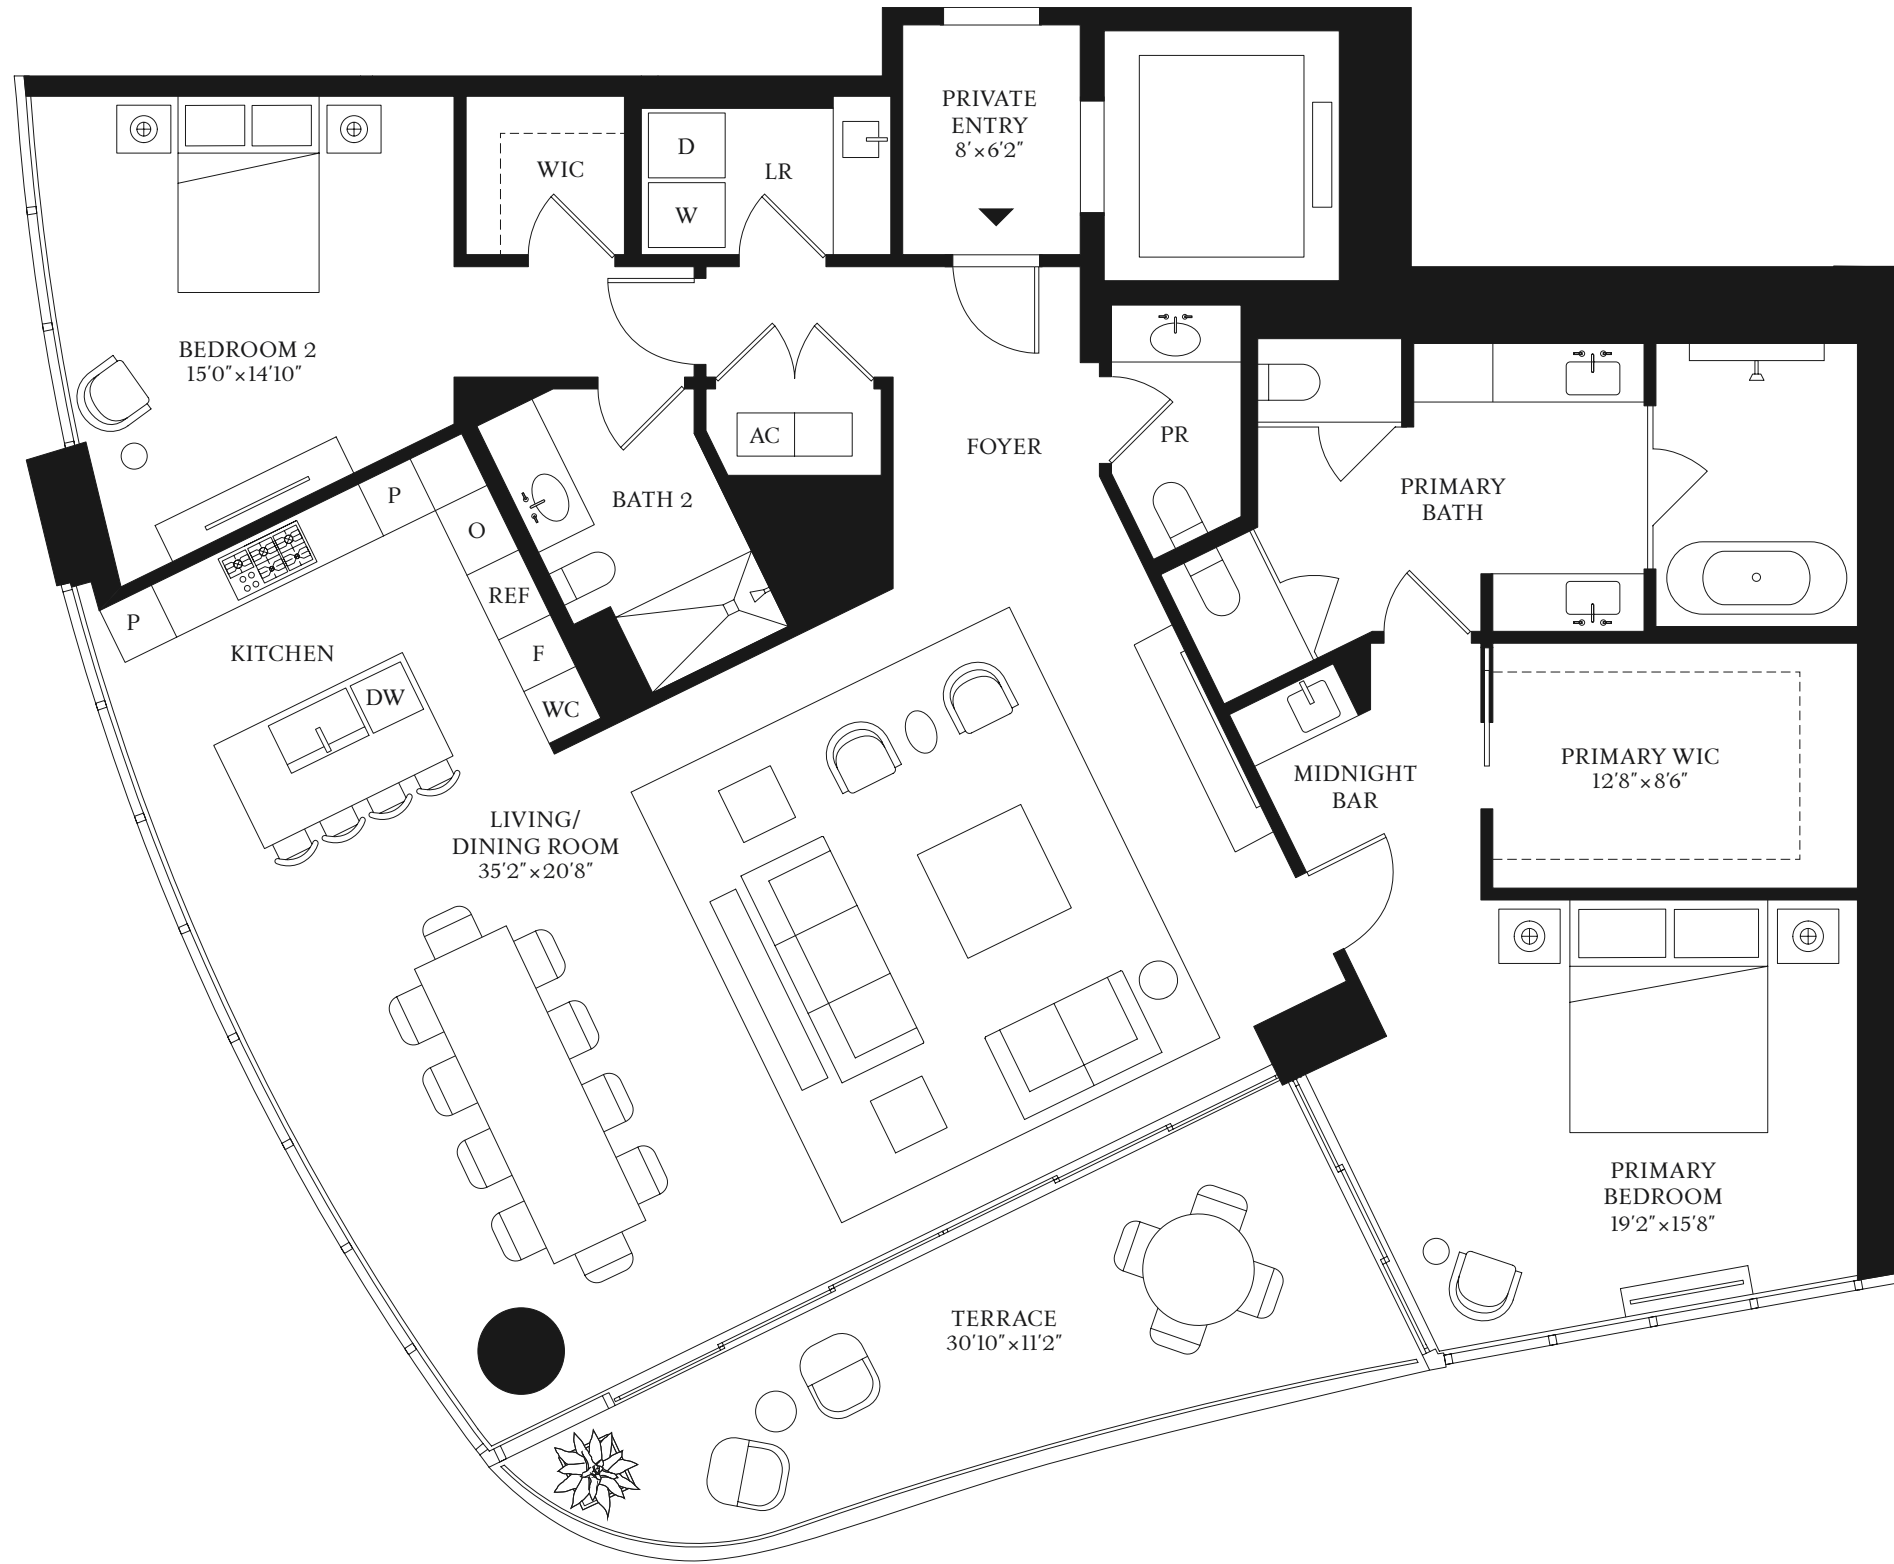 PRIVATE
ENTRY
8'×6'2"
D
WIC
LR
W
BEDROOM 2
15'0"×14'10"
AC
PR
FOYER
P
BATH 2
PRIMARY
BATH
O
REF
P
KITCHEN
F
DW
WC
PRIMARY WIC
12'8"×8'6"
MIDNIGHT
BAR
LIVING/
DINING ROOM
35'2"×20'8"
PRIMARY
BEDROOM
19'2"×15'8"
TERRACE
30'10"×11'2"